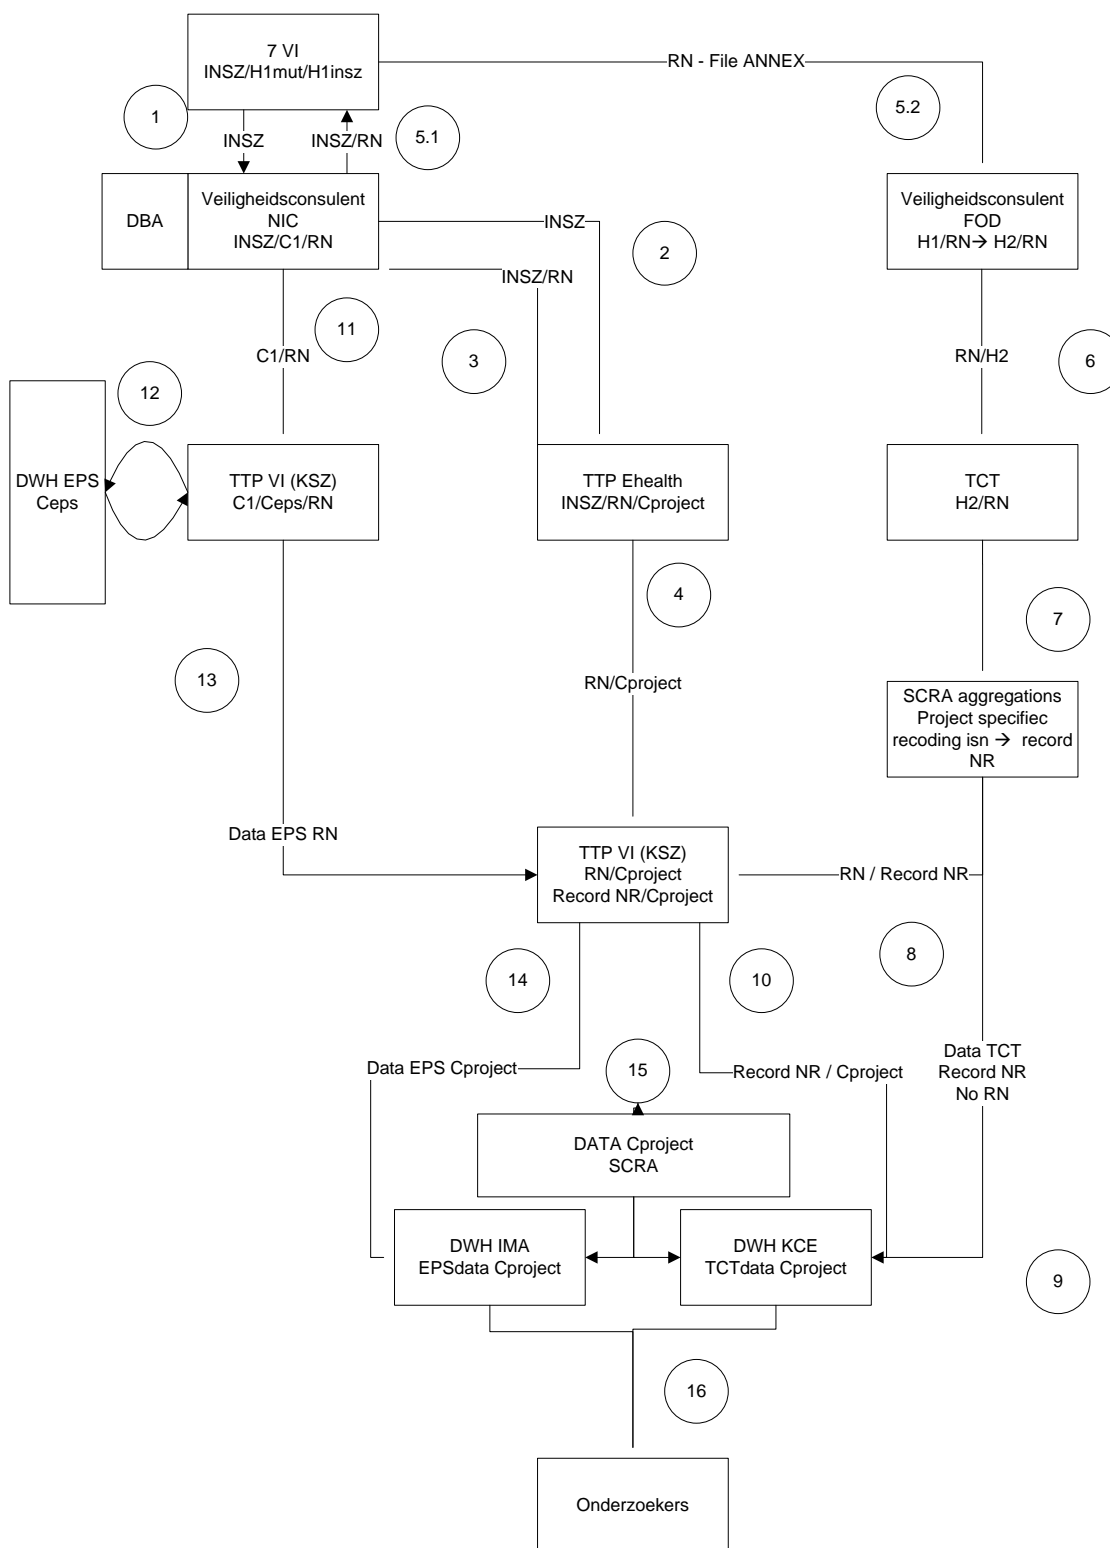 7 VI
INSZ/H1mut/H1insz
RN - File ANNEX
1
5.1
5.2
INSZ
INSZ/RN
DBA
Veiligheidsconsulent
NIC
INSZ/C1/RN
Veiligheidsconsulent
FOD
H1/RN→ H2/RN
INSZ
2
INSZ/RN
11
3
C1/RN
RN/H2
6
12
DWH EPS
Ceps
TTP VI (KSZ)
C1/Ceps/RN
TTP Ehealth
INSZ/RN/Cproject
TCT
H2/RN
4
7
13
RN/Cproject
SCRA aggregations
Project specifiec
recoding isn → record
NR
Data EPS RN
TTP VI (KSZ)
RN/Cproject
Record NR/Cproject
RN / Record NR
14
10
8
Data EPS Cproject
15
Record NR / Cproject
Data TCT
Record NR
No RN
DATA Cproject
SCRA
DWH IMA
EPSdata Cproject
DWH KCE
TCTdata Cproject
9
16
Onderzoekers